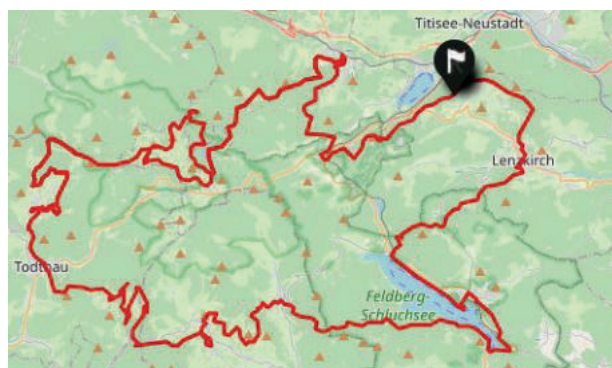 Titisee-Neustadt
Lenzkirch
Todtnau
Feldberg-
Schluchsee